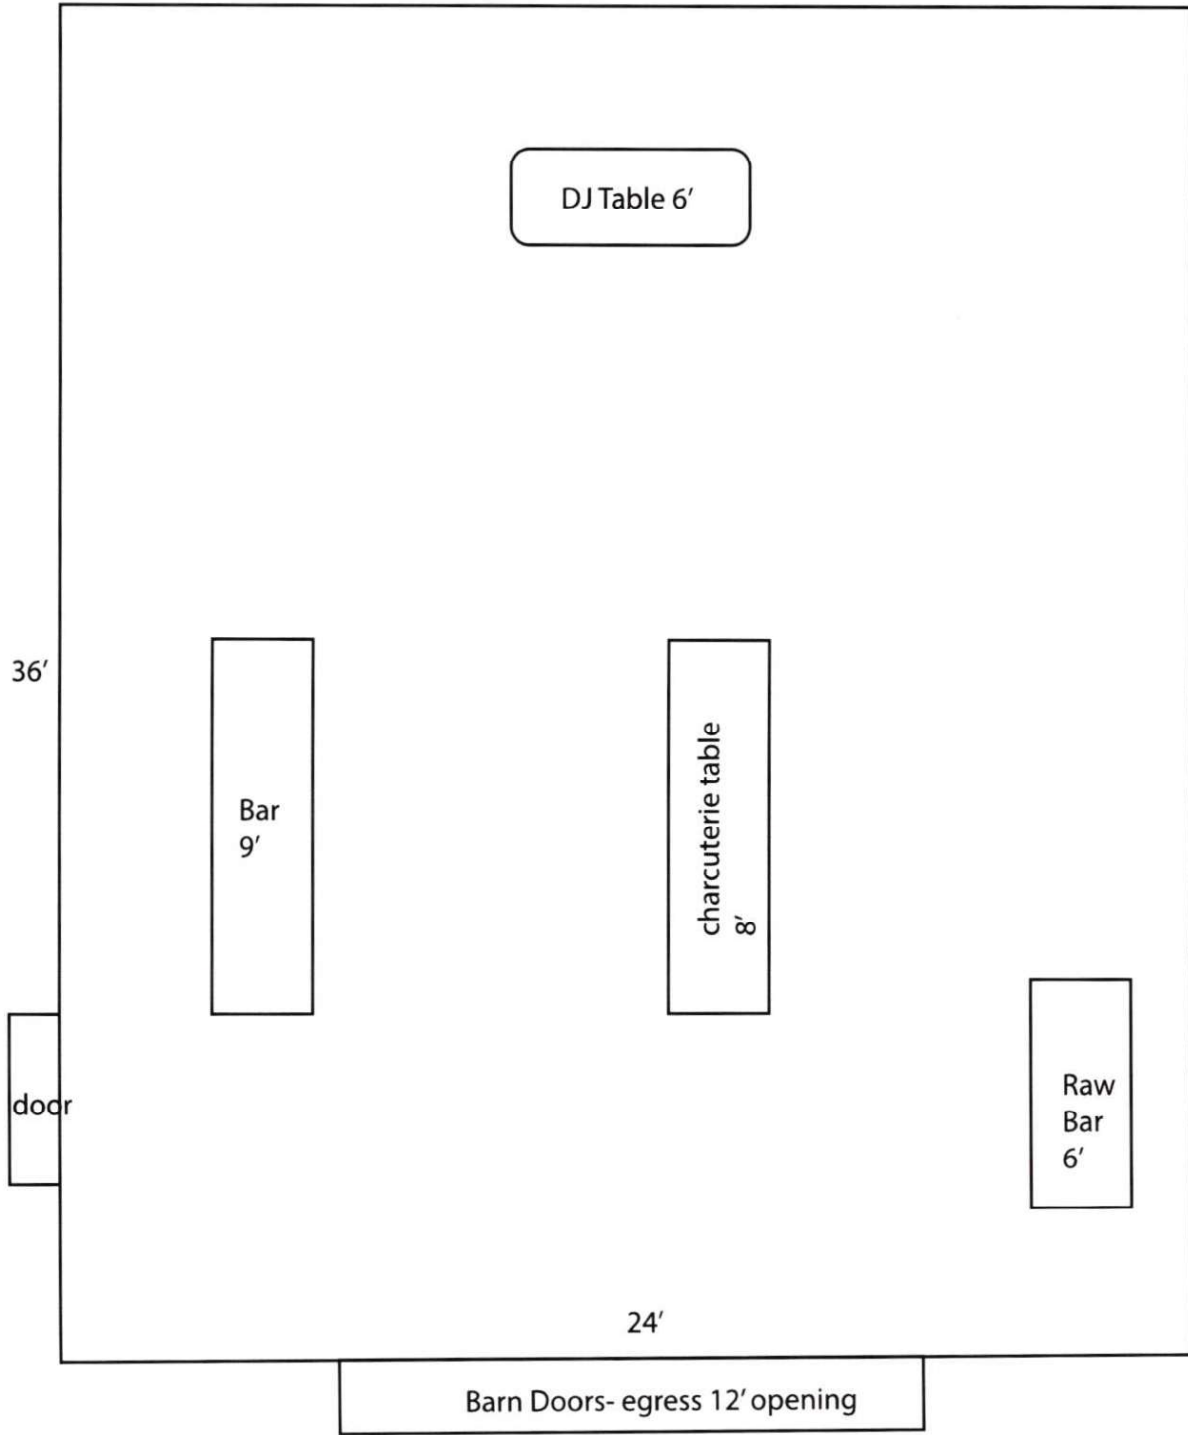 DJ Table 6'
36'
Bar
9'
charcuterie table
8'
door
Raw
Bar
6'
24'
Barn Doors- egress 12' opening